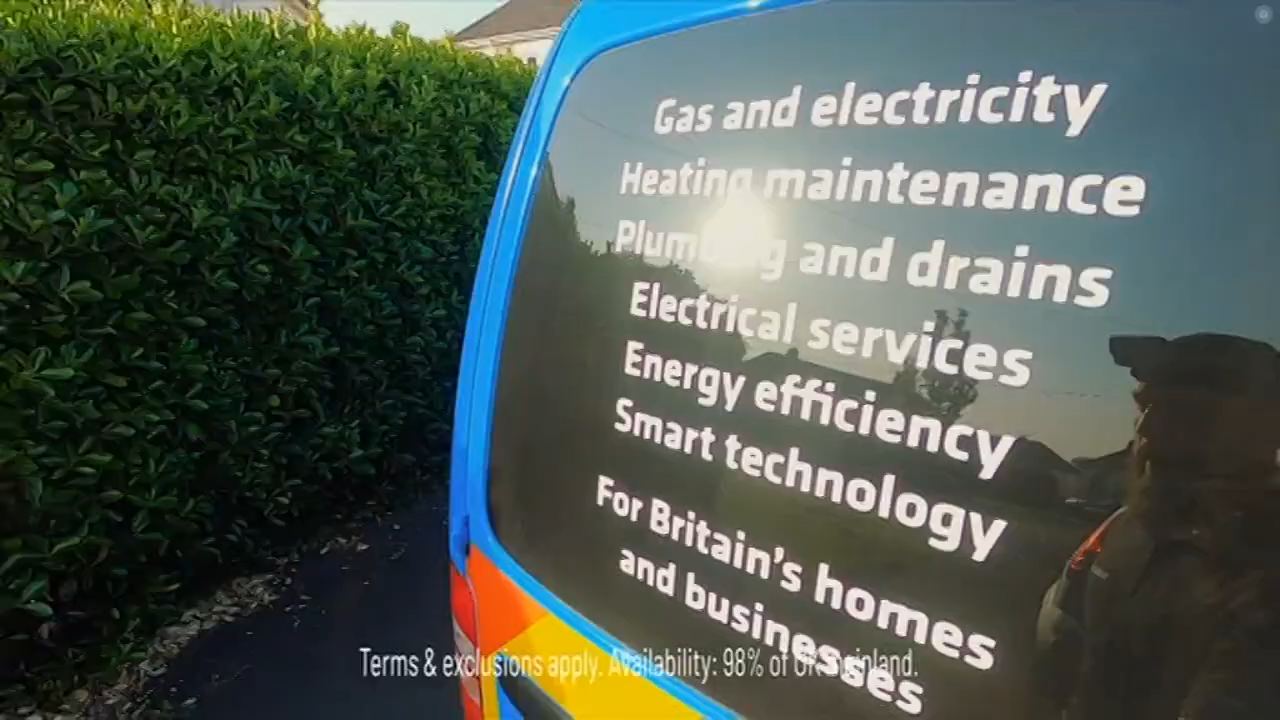 Gas and electricity
Heating maintenance
Plumbing and drains
Electrical services
Energy efficiency
Smart technology
For Britain's homes
and businesses
Terms & exclusions apply. Availability: 98% of UK mainland.